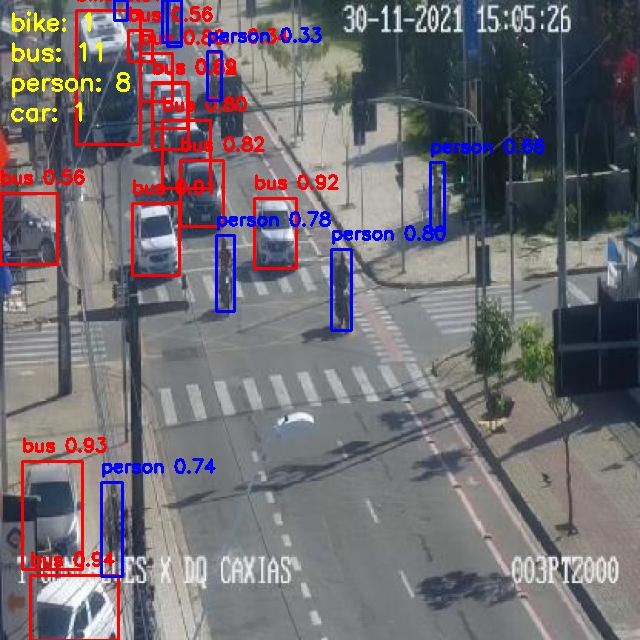 30-11-2021 15:05:26
bike: 1
bus: 11
person: 8
car: 1
bus 0.56
person 0.33
bus 0.80
bus 0.82
person 0.66
bus 0.56
bus 0.91
bus 0.92
person 0.78
person 0.80
bus 0.93
person 0.74
bus 0.94
ES X DQ CAXIAS
003PT2000